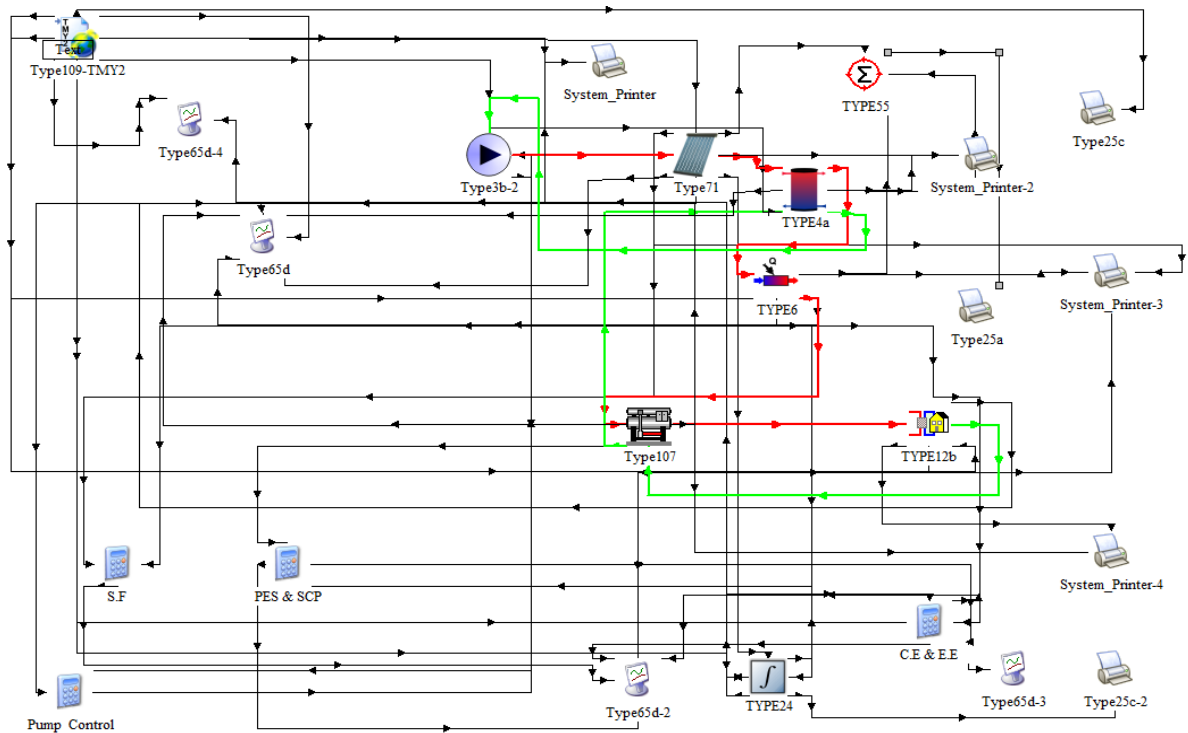 Text
Type109-TMY2
System_Printer
TYPE55
Type25c
Type65d-4
Type3b-2
Type71
System_Printer-2
TYPE4a
Type65d
TYPE6
System_Printer-3
Type25a
Type107
TYPE12b
S.F
PES & SCP
System_Printer-4
C.E & E.E
Type65d-2
TYPE24
Type65d-3
Type25c-2
Pump_Control